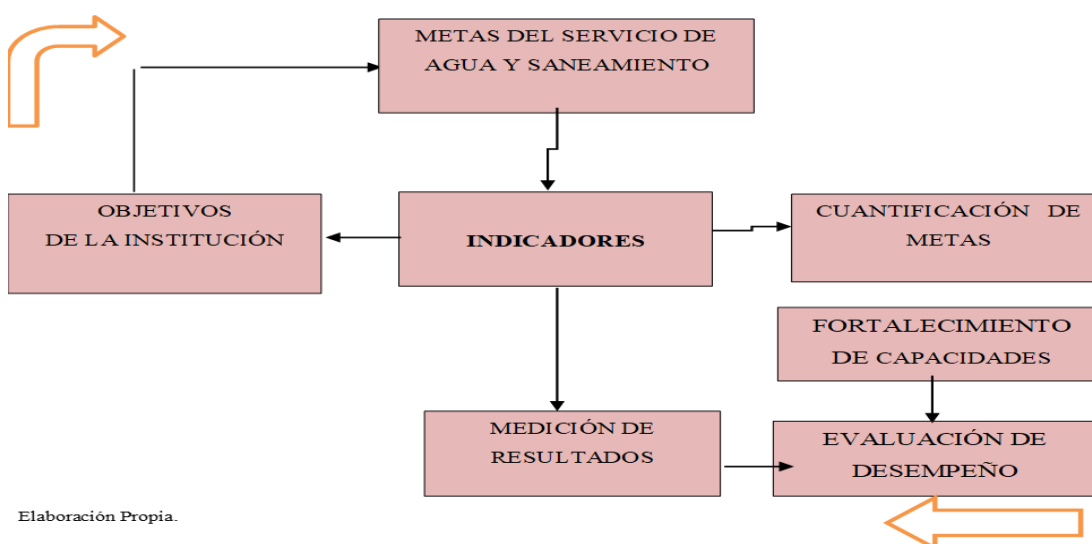 METAS DEL SERVICIO DE
AGUA Y SANEAMIENTO
OBJETIVOS
DE LA INSTITUCIÓN
INDICADORES
CUANTIFICACIÓN DE
METAS
FORTALECIMIENTO
DE CAPACIDADES
MEDICIÓN DE
RESULTADOS
EVALUACIÓN DE
DESEMPEÑO
Elaboración Propia.